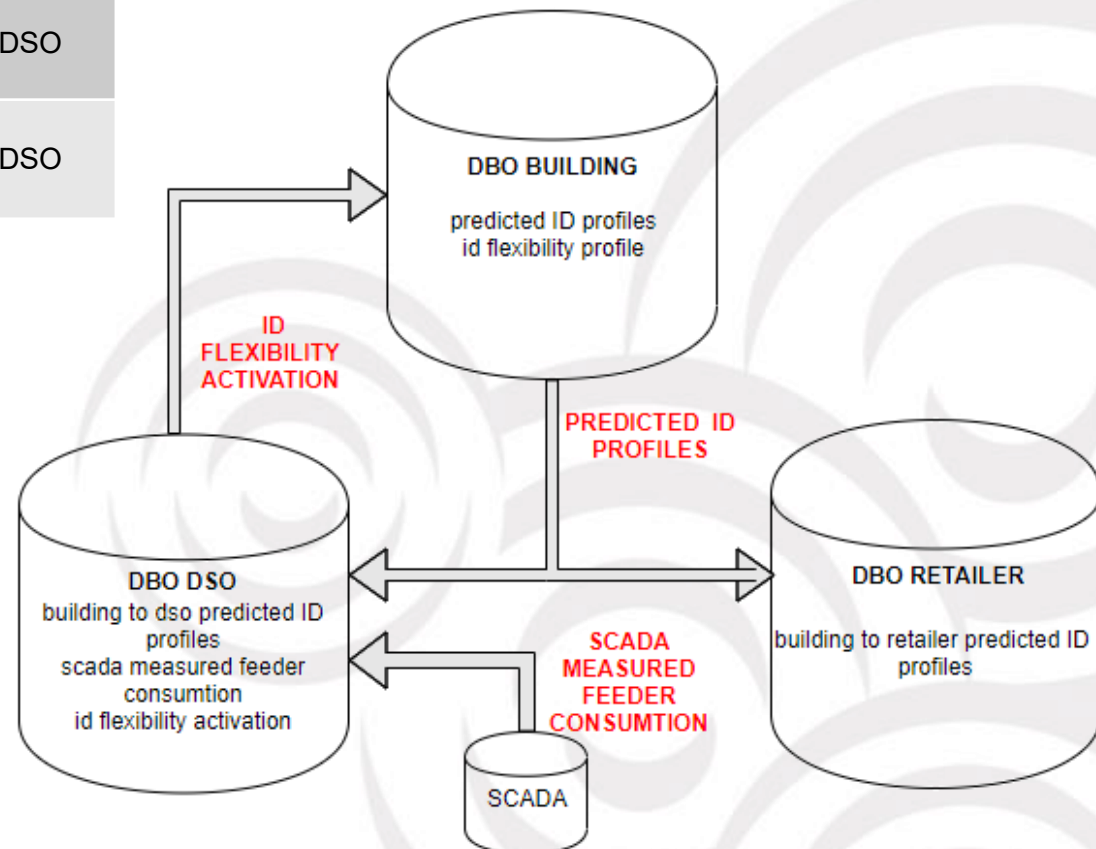 DSO
DSO
DBO BUILDING
predicted ID profiles
id flexibility profile
ID
FLEXIBILITY
ACTIVATION
PREDICTED ID
PROFILES
DBO DSO
building to dso predicted ID
profiles
scada measured feeder
consumtion
id flexibility activation
SCADA
MEASURED
FEEDER
CONSUMTION
DBO RETAILER
building to retailer predicted ID
profiles
SCADA